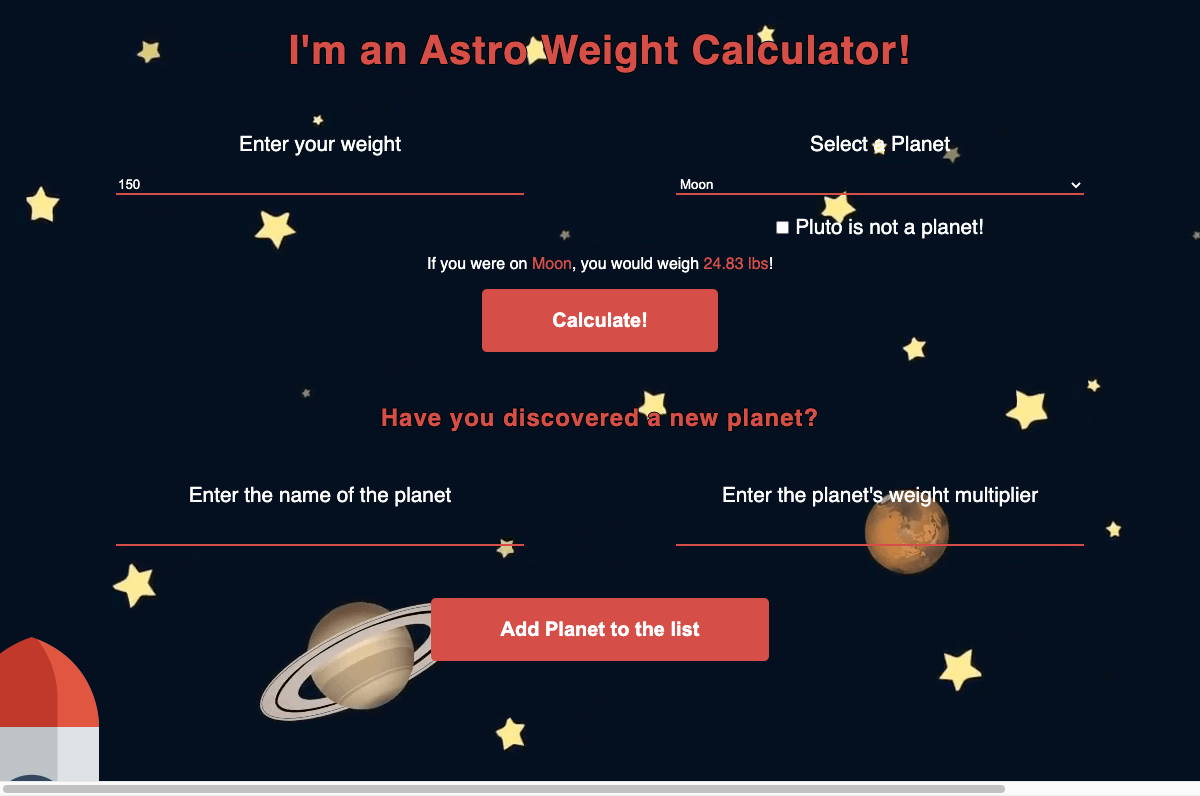 I'm an Astro Weight Calculator!
Enter your weight
Select a Planet
150
Moon
Pluto is not a planet!
If you were on Moon, you would weigh 24.83 lbs!
Calculate!
Have you discovered a new planet?
Enter the name of the planet
Enter the planet's weight multiplier
Add Planet to the list